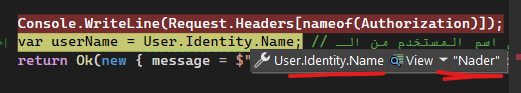 Console.WriteLine(Request.Headers[nameof(Authorization)]);
var userName = User.Identity.Name; // اسم المستخدم من الـ
return Ok(new { message = $"
User.Identity.Name View "Nader"